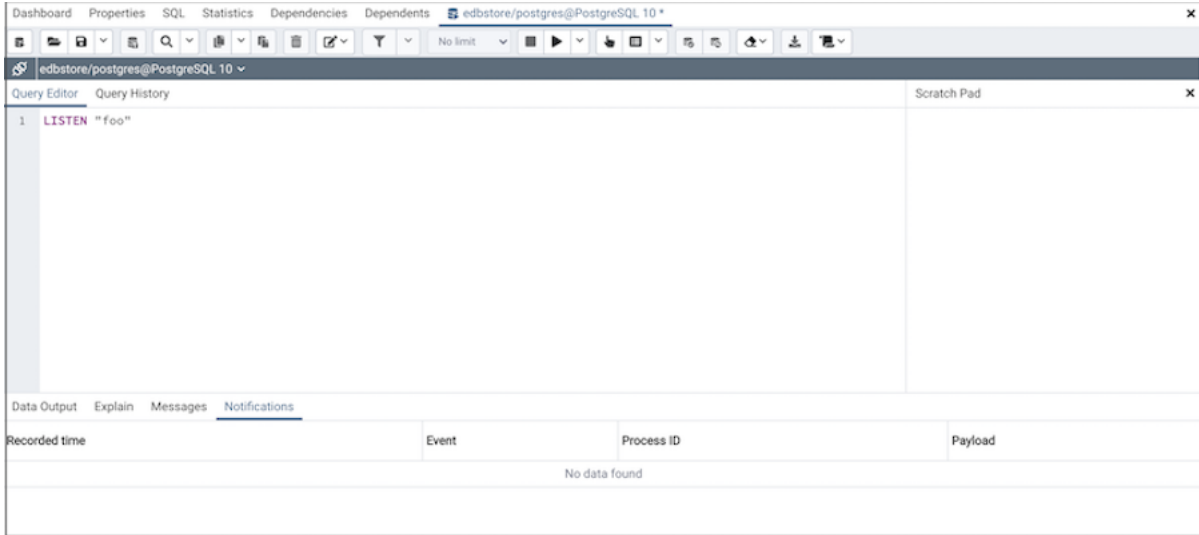 Dashboard Properties SQL Statistics Dependencies Dependents edbstore/postgres@PostgreSQL 10 *
No limit
edbstore/postgres@PostgreSQL 10
Query Editor Query History Scratch Pad
1 LISTEN "foo"
Data Output Explain Messages Notifications
Recorded time Event Process ID Payload
No data found